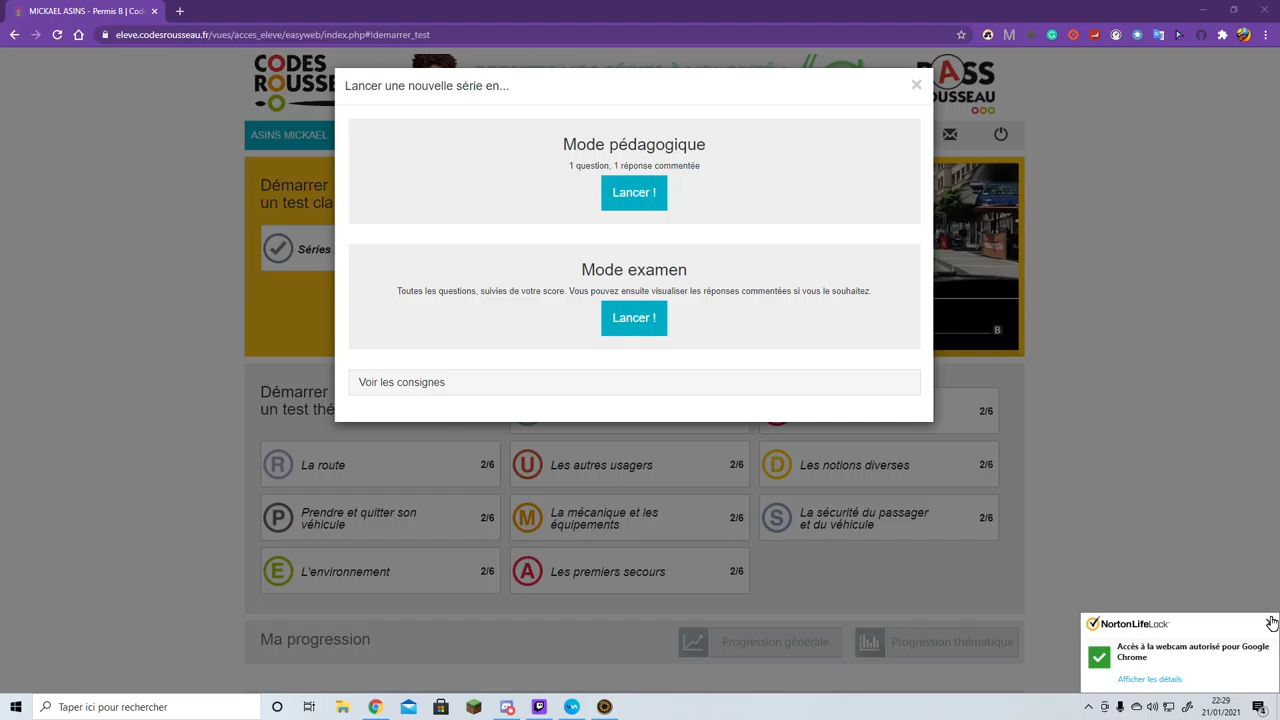 MICKAEL ASINS - Permis B | Cod
eleve.codesrousseau.fr/vues/acces_eleve/easyweb/index.php#!demarrer_test
CODES
ROUSSE
PASS
ROUSSEAU
ASINS MICKAEL
Lancer une nouvelle série en...
Mode pédagogique
1 question, 1 réponse commentée
Lancer !
Mode examen
Toutes les questions, suivies de votre score. Vous pouvez ensuite visualiser les réponses commentées si vous le souhaitez.
Lancer !
Voir les consignes
Démarrer
un test cla
Séries
B
Démarrer
un test thé
2/6
R La route 2/6
U Les autres usagers 2/6
D Les notions diverses 2/6
P Prendre et quitter son
véhicule 2/6
M La mécanique et les
équipements 2/6
S La sécurité du passager
et du véhicule 2/6
E L'environnement 2/6
A Les premiers secours 2/6
Ma progression
Progression générale
Progression thématique
NortonLifeLock
Accès à la webcam autorisé pour Google
Chrome
Afficher les détails
Taper ici pour rechercher
22:29
21/01/2021
4